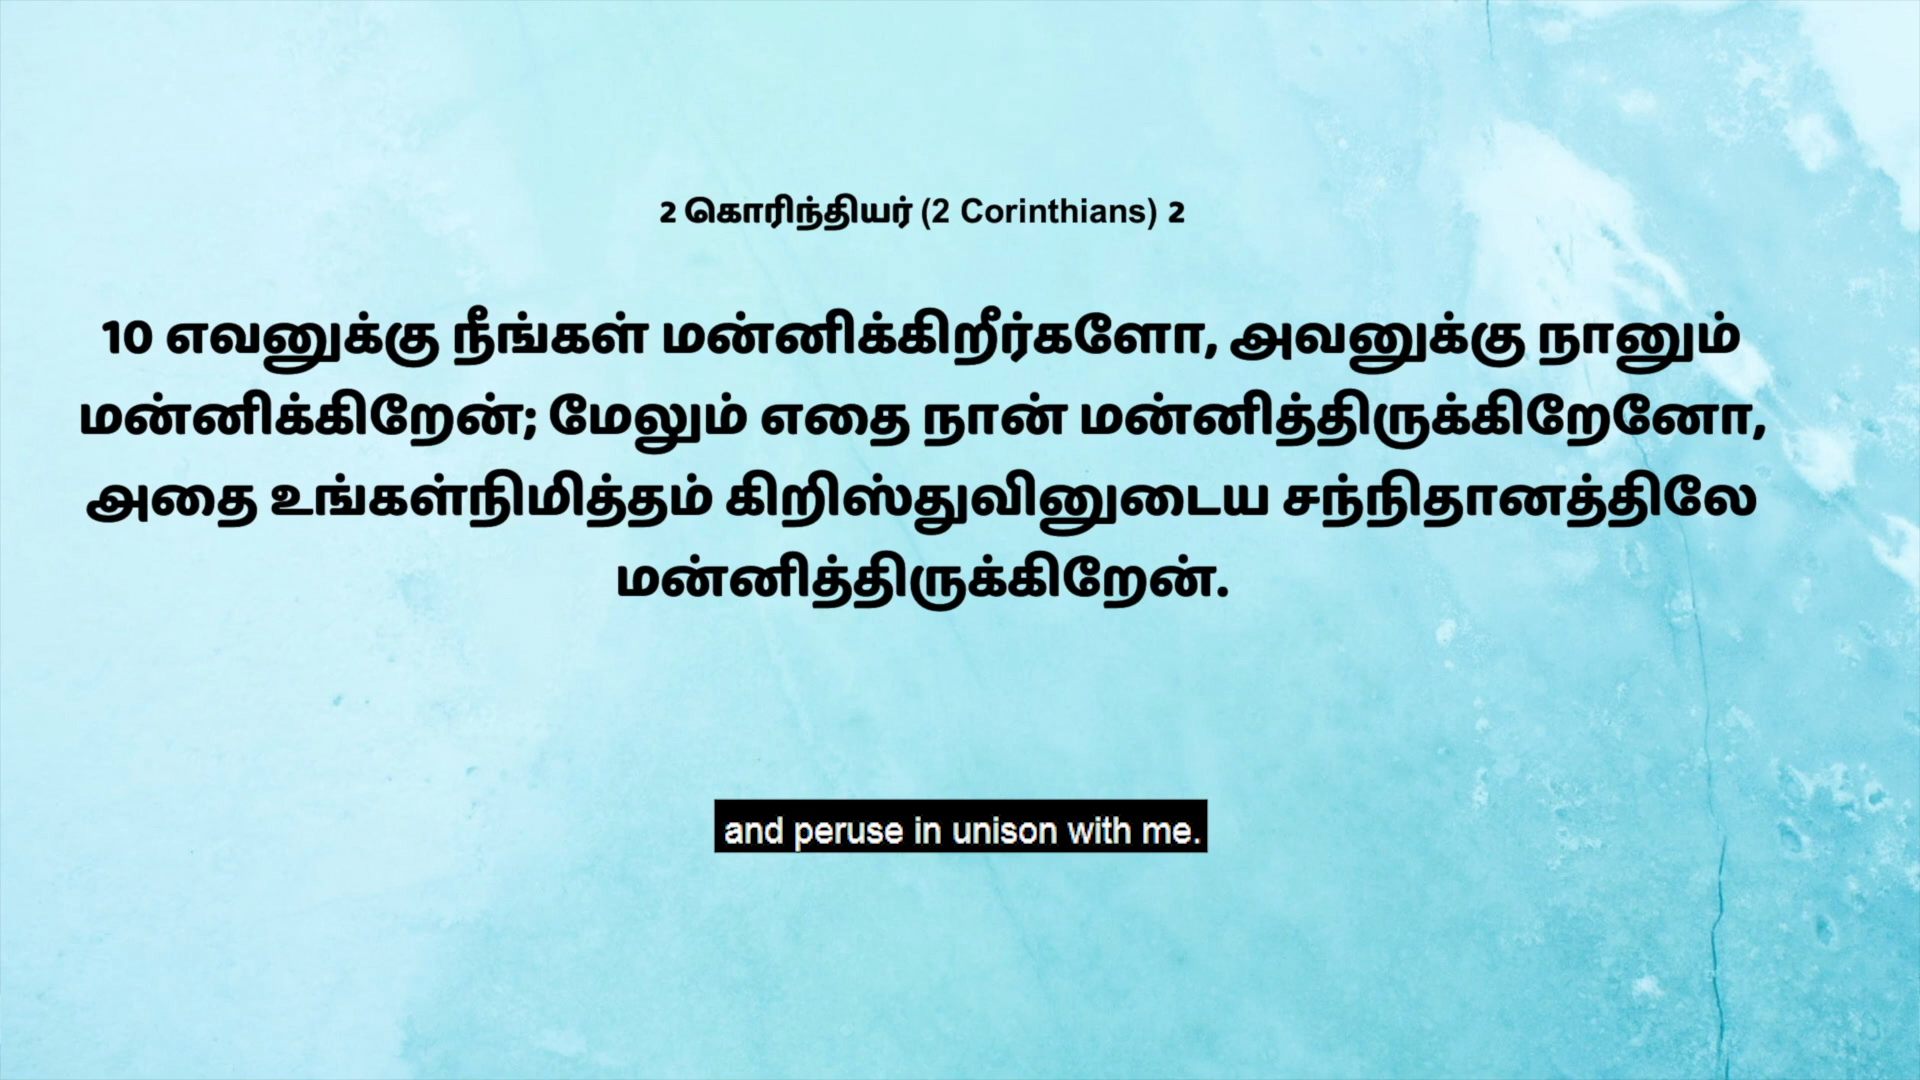 2 கொரிந்தியர் (2 Corinthians) 2
10 எவனுக்கு நீங்கள் மன்னிக்கிறீர்களோ, அவனுக்கு நானும்
மன்னிக்கிறேன்; மேலும் எதை நான் மன்னித்திருக்கிறேனோ,
அதை உங்கள்நிமித்தம் கிறிஸ்துவினுடைய சந்நிதானத்திலே
மன்னித்திருக்கிறேன்.
and peruse in unison with me.